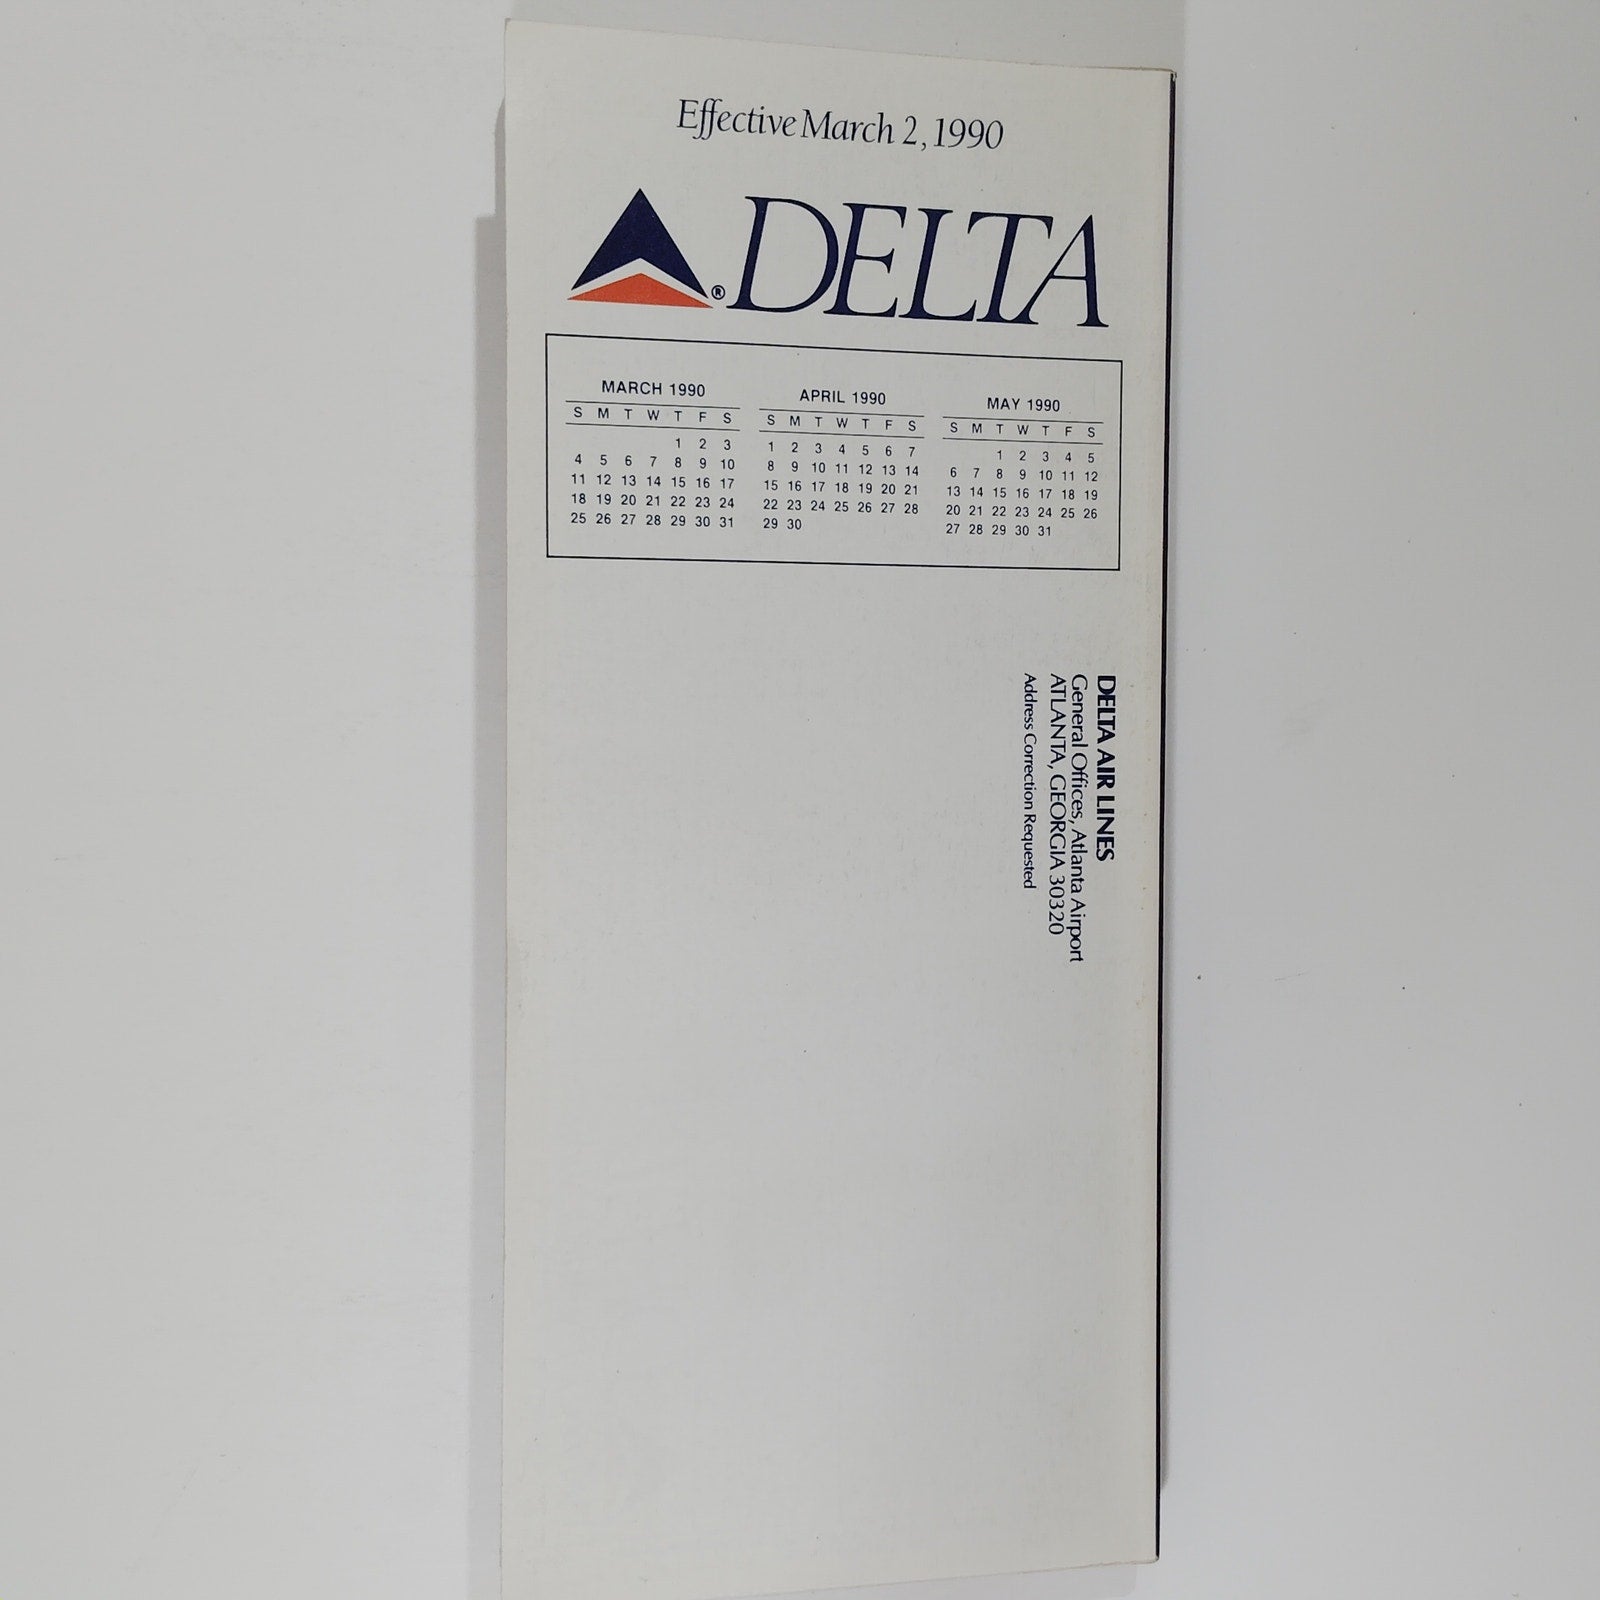 Effective March 2, 1990
® DELTA
MARCH 1990
S M T W T F S
1 2 3
4 5 6 7 8 9 10
11 12 13 14 15 16 17
18 19 20 21 22 23 24
25 26 27 28 29 30 31
APRIL 1990
S M T W T F S
1 2 3 4 5 6 7
8 9 10 11 12 13 14
15 16 17 18 19 20 21
22 23 24 25 26 27 28
29 30
MAY 1990
S M T W T F S
1 2 3 4 5
6 7 8 9 10 11 12
13 14 15 16 17 18 19
20 21 22 23 24 25 26
27 28 29 30 31
DELTA AIR LINES
General Offices, Atlanta Airport
ATLANTA, GEORGIA 30320
Address Correction Requested